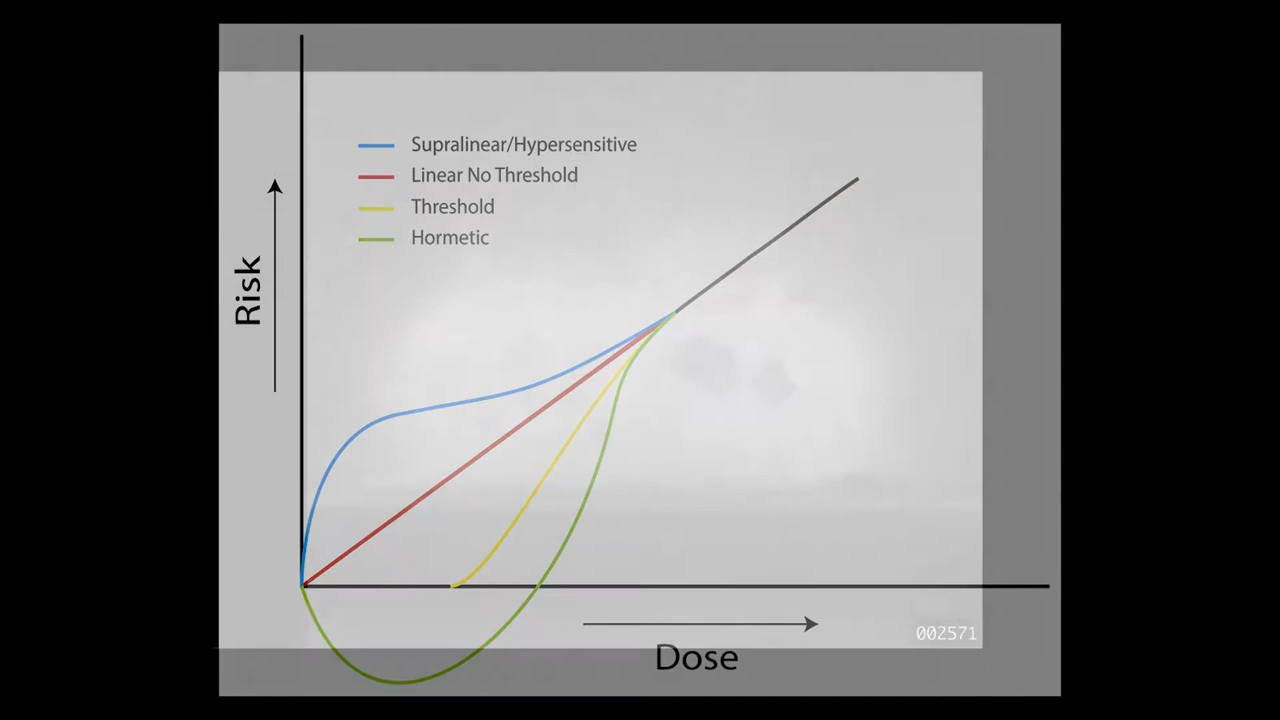 Supralinear/Hypersensitive
Linear No Threshold
Threshold
Hormetic
Risk
002571
Dose